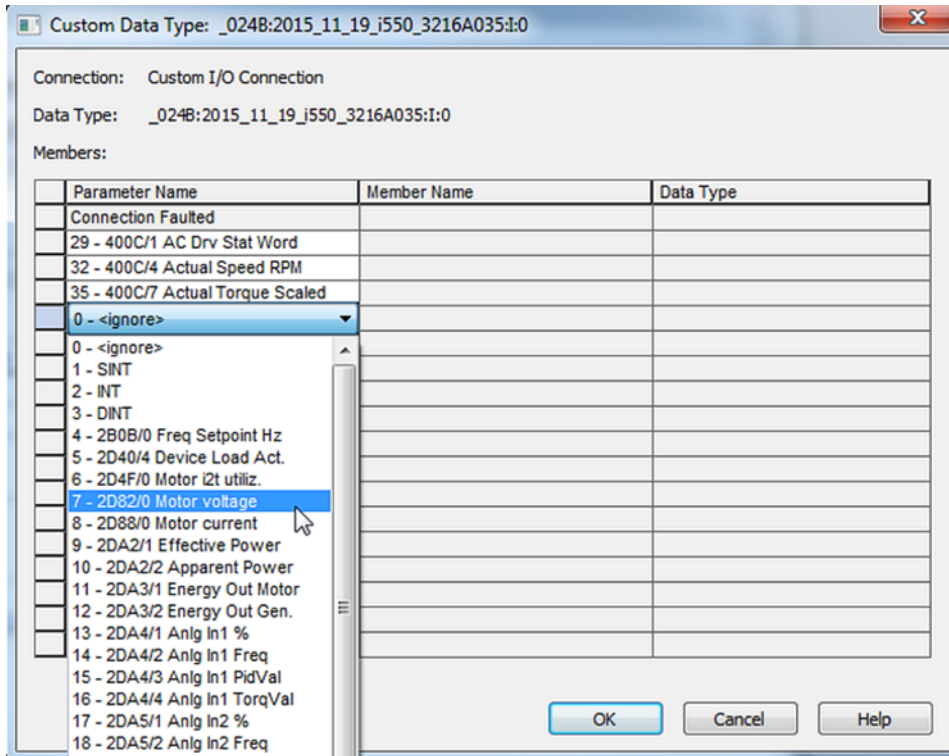 Custom Data Type: _024B:2015_11_19_i550_3216A035:I:0
Connection: Custom I/O Connection
Data Type: _024B:2015_11_19_i550_3216A035:I:0
Members:
Parameter Name Member Name Data Type
Connection Faulted
29 - 400C/1 AC Drv Stat Word
32 - 400C/4 Actual Speed RPM
35 - 400C/7 Actual Torque Scaled
0 - <ignore>
0 - <ignore>
1 - SINT
2 - INT
3 - DINT
4 - 2B0B/0 Freq Setpoint Hz
5 - 2D40/4 Device Load Act.
6 - 2D4F/0 Motor i2t utiliz.
7 - 2D82/0 Motor voltage
8 - 2D88/0 Motor current
9 - 2DA2/1 Effective Power
10 - 2DA2/2 Apparent Power
11 - 2DA3/1 Energy Out Motor
12 - 2DA3/2 Energy Out Gen.
13 - 2DA4/1 Anlg In1 %
14 - 2DA4/2 Anlg In1 Freq
15 - 2DA4/3 Anlg In1 PidVal
16 - 2DA4/4 Anlg In1 TorqVal
17 - 2DA5/1 Anlg In2 %
18 - 2DA5/2 Anlg In2 Freq
OK Cancel Help